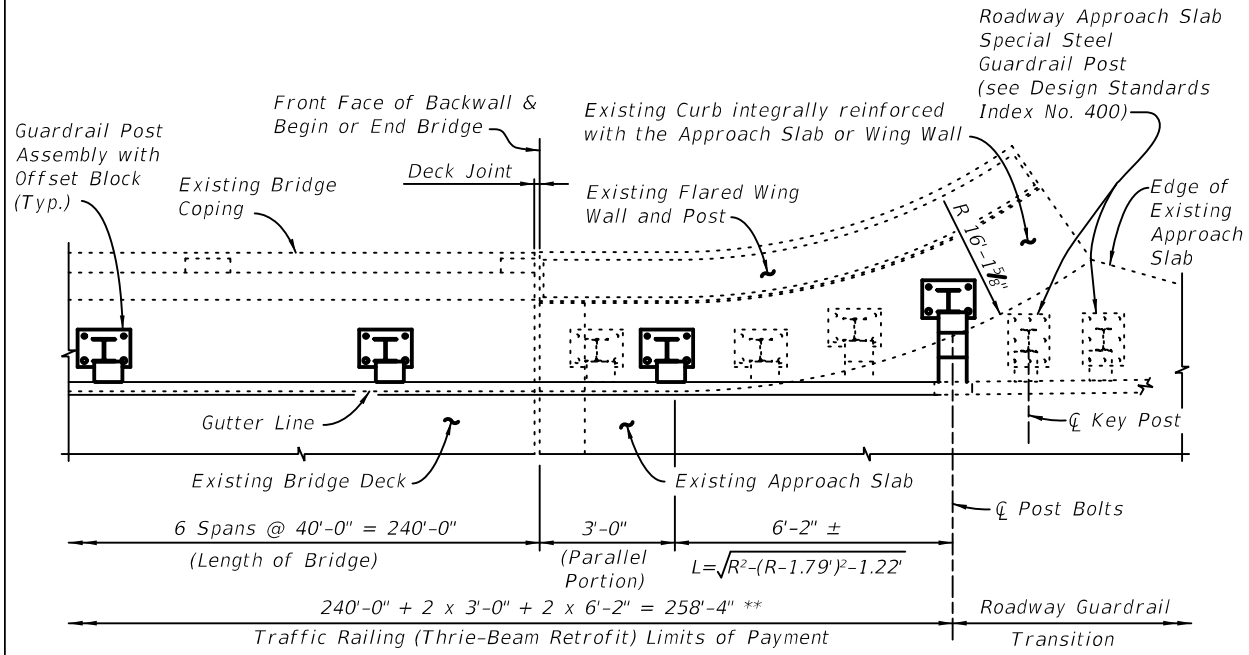 Roadway Approach Slab
Special Steel
Guardrail Post
(see Design Standards
Index No. 400)
Front Face of Backwall &
Begin or End Bridge
Existing Curb integrally reinforced
with the Approach Slab or Wing Wall
Guardrail Post
Assembly with
Offset Block
(Typ.)
Existing Bridge
Coping
Deck Joint
Existing Flared Wing
Wall and Post
Edge of
Existing
Approach
Slab
R 16'-1⅝"
Gutter Line
℄ Key Post
Existing Bridge Deck
Existing Approach Slab
℄ Post Bolts
6 Spans @ 40'-0" = 240'-0"
(Length of Bridge)
3'-0"
(Parallel
Portion)
6'-2" ±
L=√R²-(R-1.79')²-1.22'
240'-0" + 2 x 3'-0" + 2 x 6'-2" = 258'-4" **
Traffic Railing (Thrie-Beam Retrofit) Limits of Payment
Roadway Guardrail
Transition